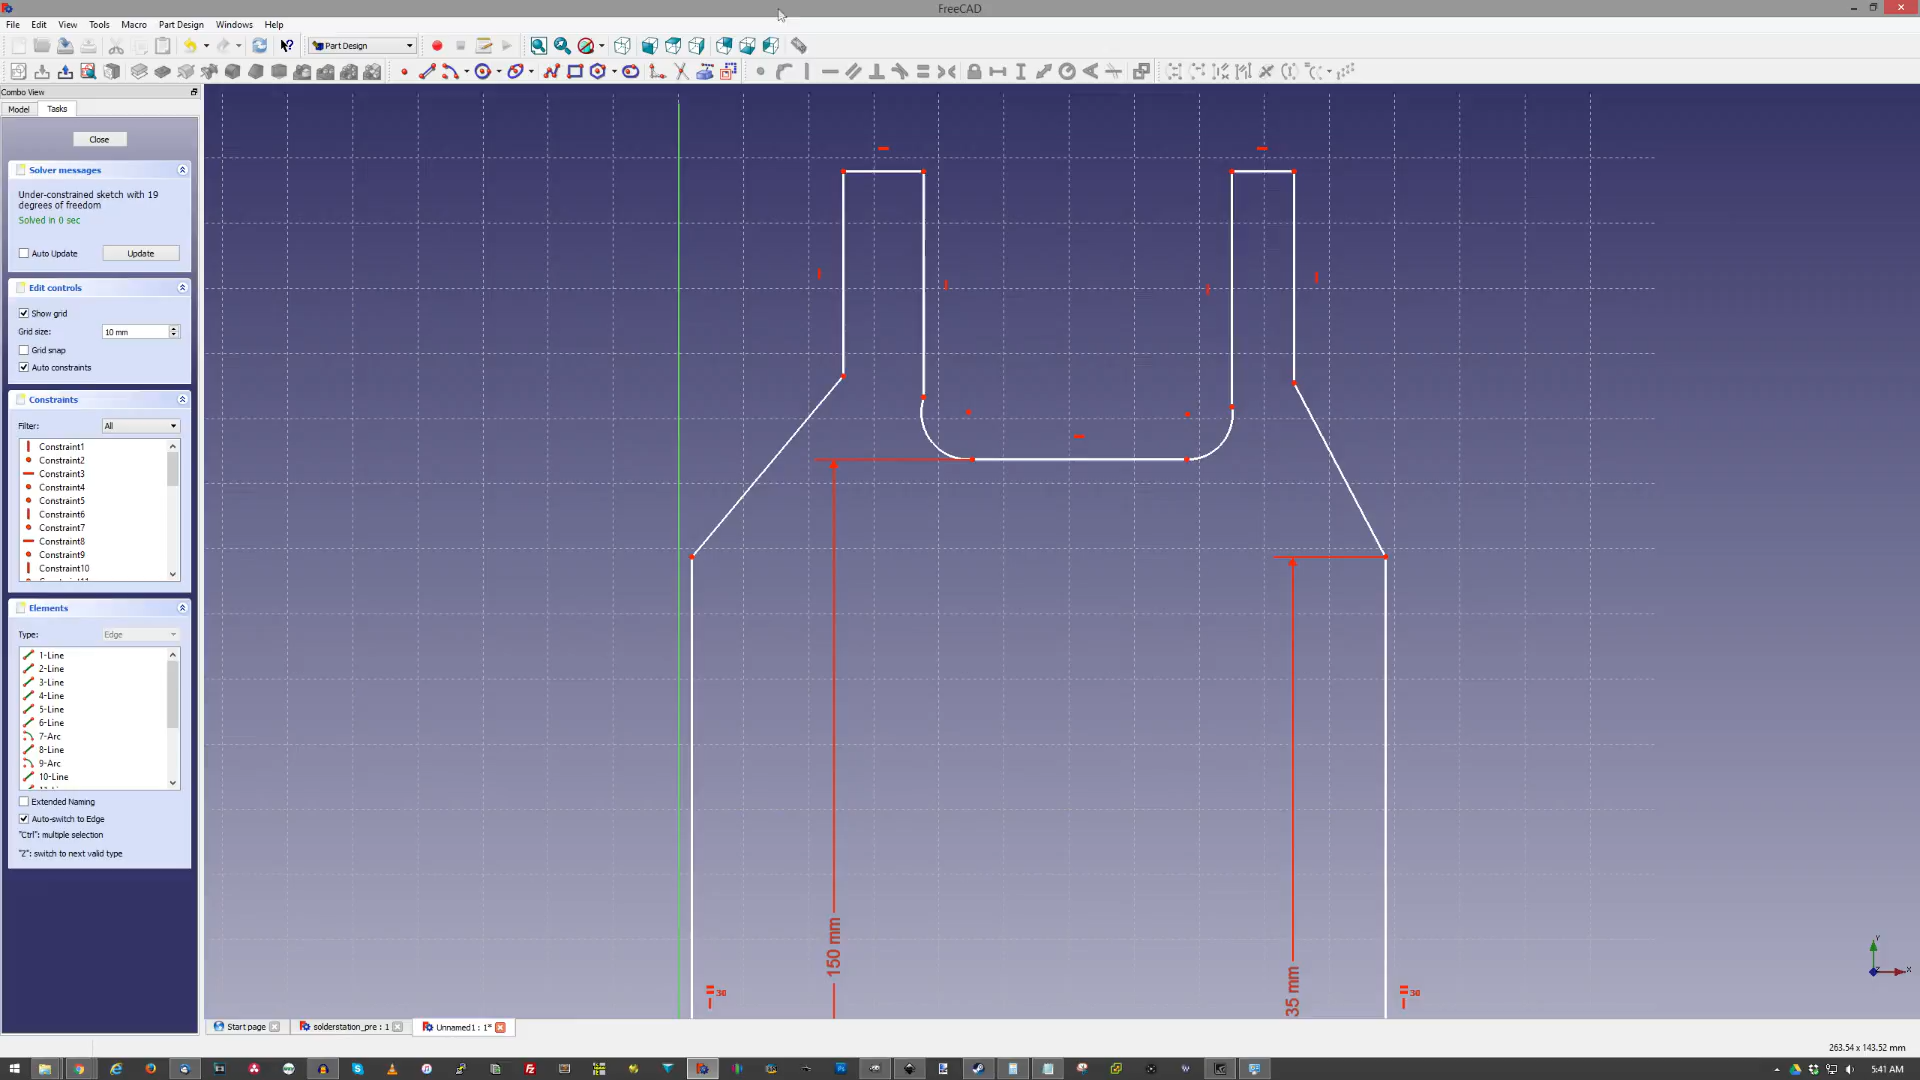 FreeCAD
File Edit View Tools Macro Part Design Windows Help
Part Design
Combo View
Model Tasks
Close
Solver messages
Under-constrained sketch with 19
degrees of freedom
Solved in 0 sec
Auto Update Update
Edit controls
Show grid
Grid size: 10 mm
Grid snap
Auto constraints
Constraints
Filter: All
Constraint1
Constraint2
Constraint3
Constraint4
Constraint5
Constraint6
Constraint7
Constraint8
Constraint9
Constraint10
Elements
Type: Edge
1-Line
2-Line
3-Line
4-Line
5-Line
6-Line
7-Arc
8-Line
9-Arc
10-Line
Extended Naming
Auto-switch to Edge
"Ctrl": multiple selection
"Z": switch to next valid type
150 mm
35 mm
30
30
Y
X
Start page solderstation_pre : 1 Unnamed1 : 1*
263.54 x 143.52 mm
5:41 AM